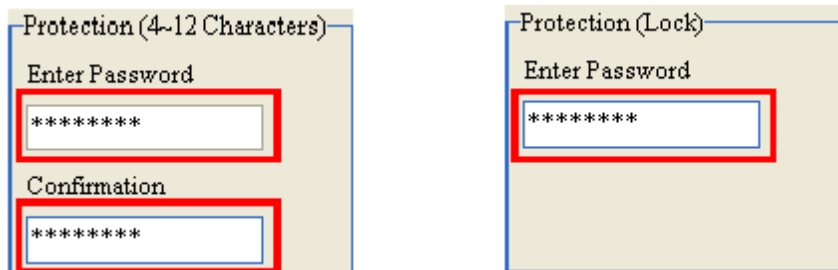 Protection (4~12 Characters)
Enter Password
********
Confirmation
********
Protection (Lock)
Enter Password
********